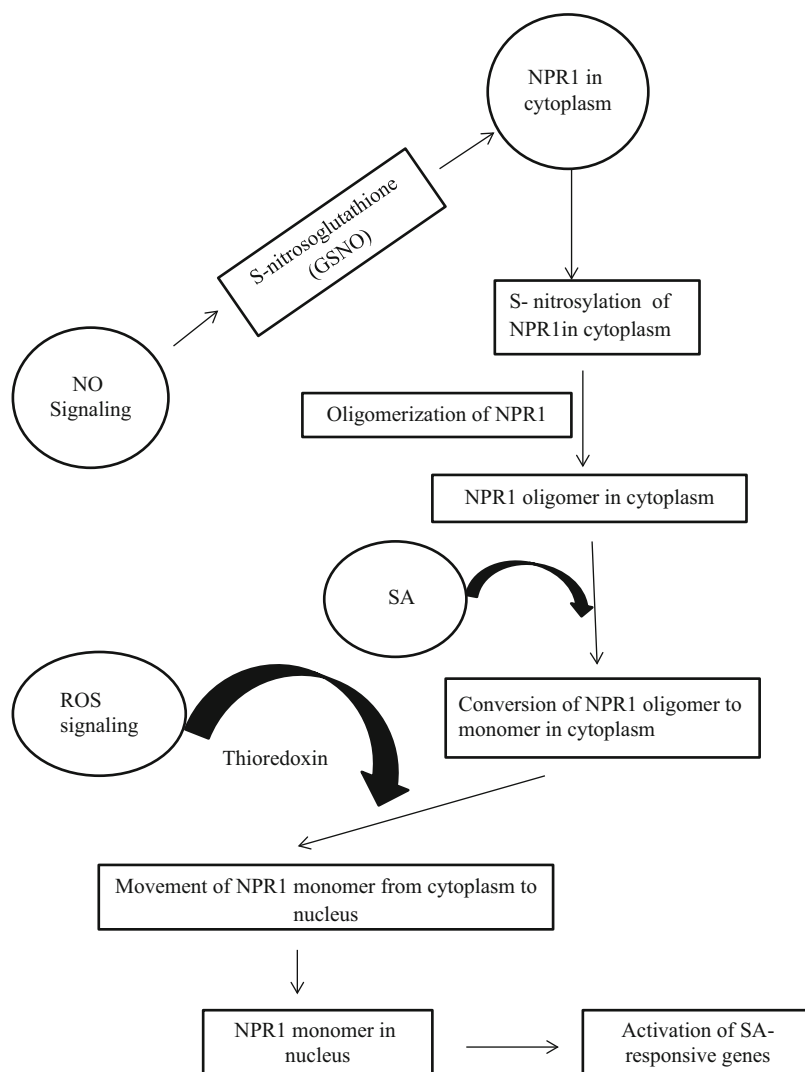 NPR1 in
cytoplasm
S-nitrosoglutathione
(GSNO)
S- nitrosylation of
NPR1in cytoplasm
NO
Signaling
Oligomerization of NPR1
NPR1 oligomer in cytoplasm
SA
ROS
signaling
Conversion of NPR1 oligomer to
monomer in cytoplasm
Thioredoxin
Movement of NPR1 monomer from cytoplasm to
nucleus
NPR1 monomer in
nucleus
Activation of SA-
responsive genes